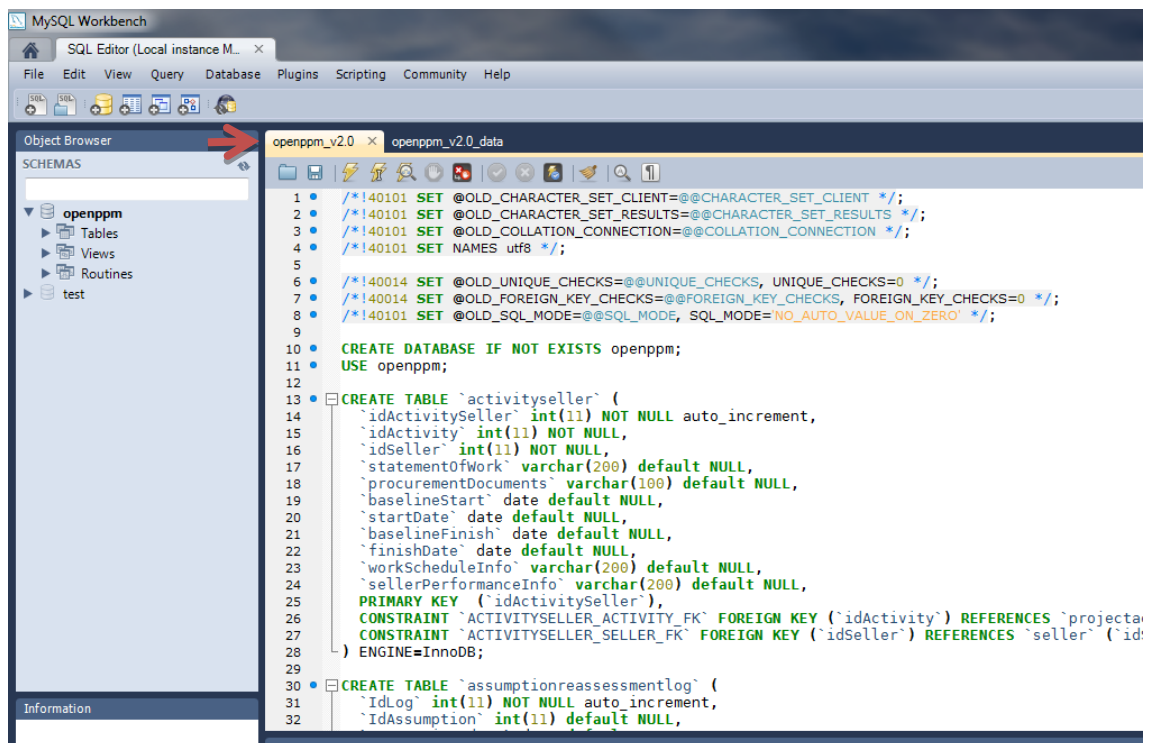 MySQL Workbench
SQL Editor (Local instance M... ×
File Edit View Query Database Plugins Scripting Community Help
SQL SQL
Object Browser
SCHEMAS
openppm
Tables
Views
Routines
test
Information
openppm_v2.0 × openppm_v2.0_data
1 /*!40101 SET @OLD_CHARACTER_SET_CLIENT=@@CHARACTER_SET_CLIENT */;
2 /*!40101 SET @OLD_CHARACTER_SET_RESULTS=@@CHARACTER_SET_RESULTS */;
3 /*!40101 SET @OLD_COLLATION_CONNECTION=@@COLLATION_CONNECTION */;
4 /*!40101 SET NAMES utf8 */;
5
6 /*!40014 SET @OLD_UNIQUE_CHECKS=@@UNIQUE_CHECKS, UNIQUE_CHECKS=0 */;
7 /*!40014 SET @OLD_FOREIGN_KEY_CHECKS=@@FOREIGN_KEY_CHECKS, FOREIGN_KEY_CHECKS=0 */;
8 /*!40101 SET @OLD_SQL_MODE=@@SQL_MODE, SQL_MODE='NO_AUTO_VALUE_ON_ZERO' */;
9
10 CREATE DATABASE IF NOT EXISTS openppm;
11 USE openppm;
12
13 CREATE TABLE `activityseller` (
14 `idActivitySeller` int(11) NOT NULL auto_increment,
15 `idActivity` int(11) NOT NULL,
16 `idSeller` int(11) NOT NULL,
17 `statementOfWork` varchar(200) default NULL,
18 `procurementDocuments` varchar(100) default NULL,
19 `baselineStart` date default NULL,
20 `startDate` date default NULL,
21 `baselineFinish` date default NULL,
22 `finishDate` date default NULL,
23 `workScheduleInfo` varchar(200) default NULL,
24 `sellerPerformanceInfo` varchar(200) default NULL,
25 PRIMARY KEY (`idActivitySeller`),
26 CONSTRAINT `ACTIVITYSELLER_ACTIVITY_FK` FOREIGN KEY (`idActivity`) REFERENCES `projecta
27 CONSTRAINT `ACTIVITYSELLER_SELLER_FK` FOREIGN KEY (`idSeller`) REFERENCES `seller` (`idS
28 ) ENGINE=InnoDB;
29
30 CREATE TABLE `assumptionreassessmentlog` (
31 `IdLog` int(11) NOT NULL auto_increment,
32 `IdAssumption` int(11) default NULL,